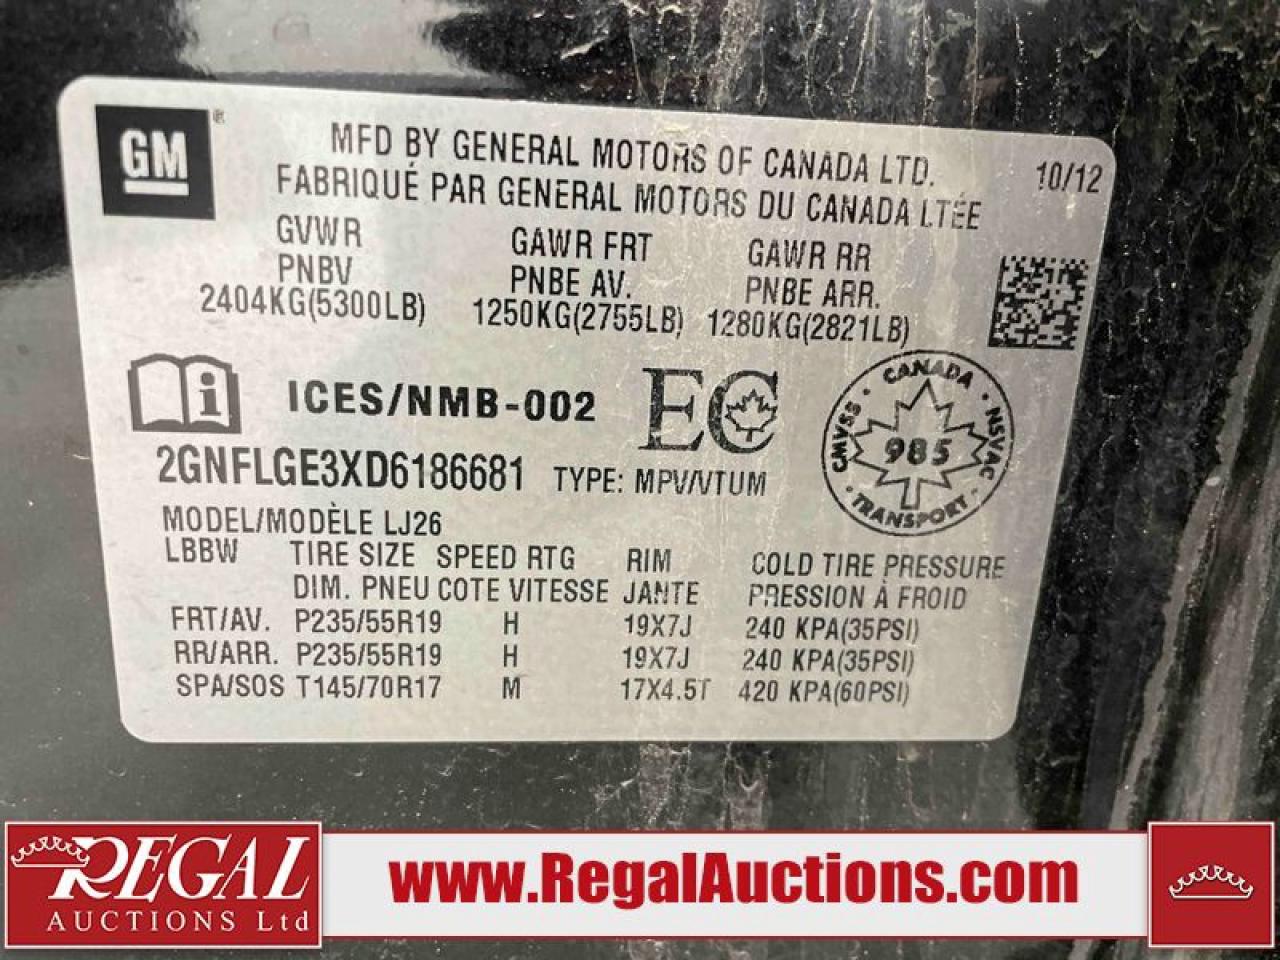 GM ®
MFD BY GENERAL MOTORS OF CANADA LTD. 10/12
FABRIQUÉ PAR GENERAL MOTORS DU CANADA LTÉE
GVWR GAWR FRT GAWR RR
PNBV PNBE AV. PNBE ARR.
2404KG(5300LB) 1250KG(2755LB) 1280KG(2821LB)
i ICES/NMB-002 EC
CANADA
CMVSS · 985 · NSVAC
TRANSPORT
2GNFLGE3XD6186681 TYPE: MPV/VTUM
MODEL/MODÈLE LJ26
LBBW TIRE SIZE SPEED RTG RIM COLD TIRE PRESSURE
DIM. PNEU COTE VITESSE JANTE PRESSION À FROID
FRT/AV. P235/55R19 H 19X7J 240 KPA(35PSI)
RR/ARR. P235/55R19 H 19X7J 240 KPA(35PSI)
SPA/SOS T145/70R17 M 17X4.5T 420 KPA(60PSI)
REGAL
AUCTIONS Ltd
www.RegalAuctions.com